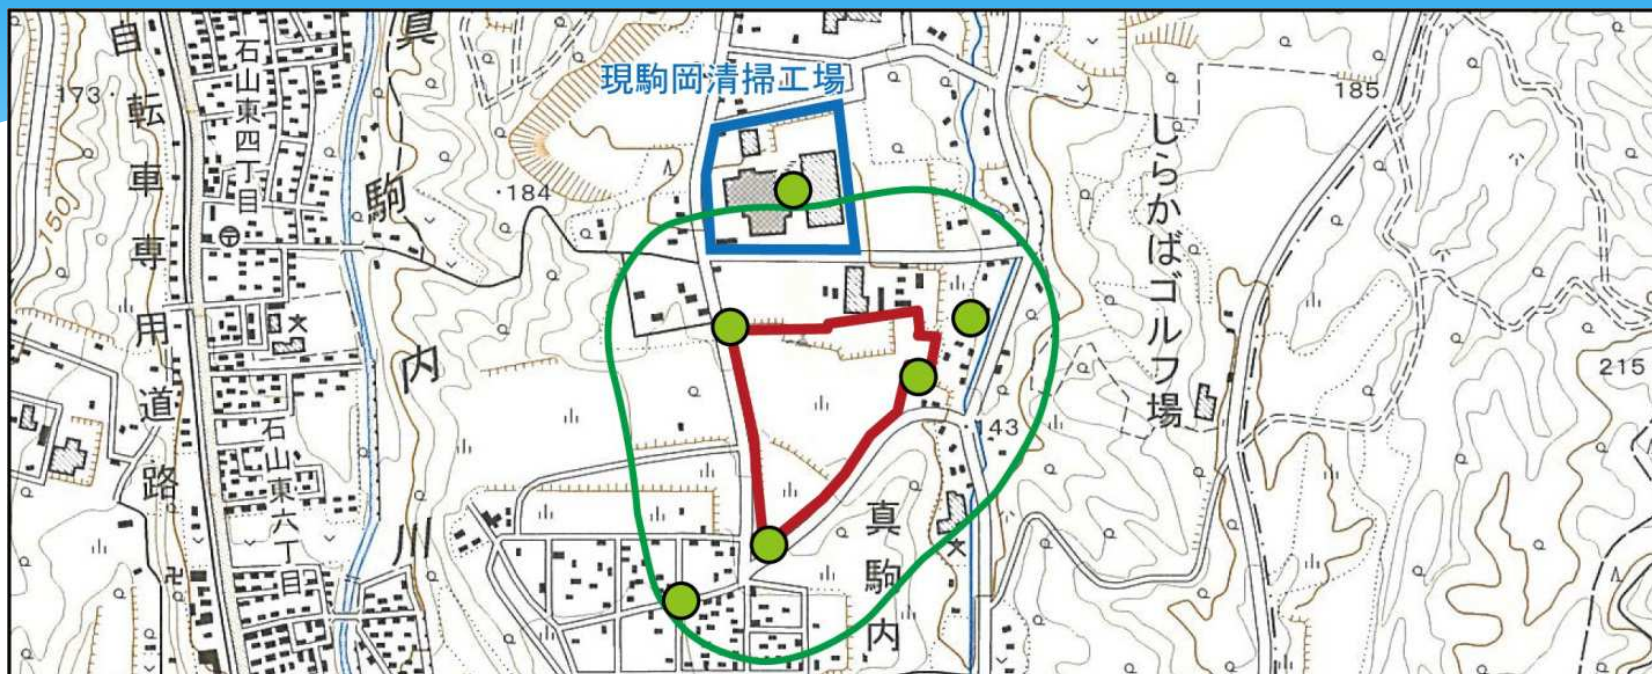 自転車専用道路
石山東四丁目
真駒内川
現駒岡清掃工場
しらかばゴルフ場
173
150
184
185
215
43
石山東六丁目
真駒内